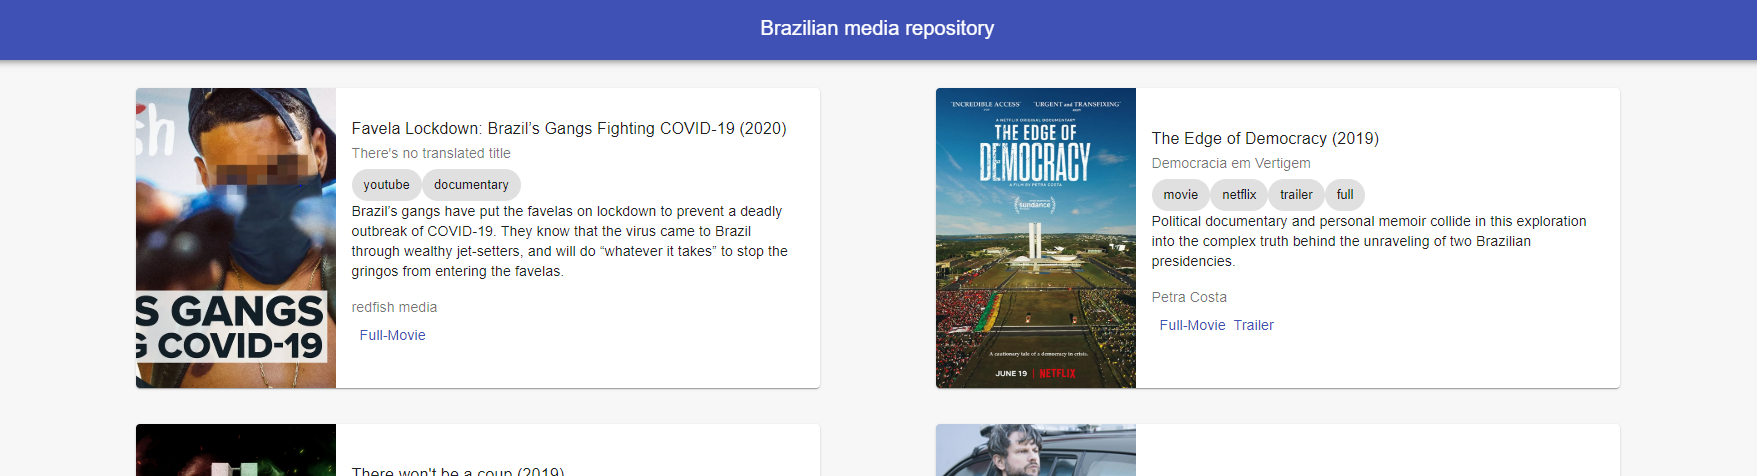 Brazilian media repository
sh
S GANGS
G COVID-19
Favela Lockdown: Brazil’s Gangs Fighting COVID-19 (2020)
There's no translated title
youtube documentary
Brazil’s gangs have put the favelas on lockdown to prevent a deadly
outbreak of COVID-19. They know that the virus came to Brazil
through wealthy jet-setters, and will do “whatever it takes” to stop the
gringos from entering the favelas.
redfish media
Full-Movie
"INCREDIBLE ACCESS" "URGENT and TRANSFIXING"
A NETFLIX ORIGINAL DOCUMENTARY
THE EDGE OF
DEMOCRACY
A FILM BY PETRA COSTA
sundance
A cautionary tale of a democracy in crisis.
JUNE 19 | NETFLIX
The Edge of Democracy (2019)
Democracia em Vertigem
movie netflix trailer full
Political documentary and personal memoir collide in this exploration
into the complex truth behind the unraveling of two Brazilian
presidencies.
Petra Costa
Full-Movie Trailer
There won't be a coup (2019)